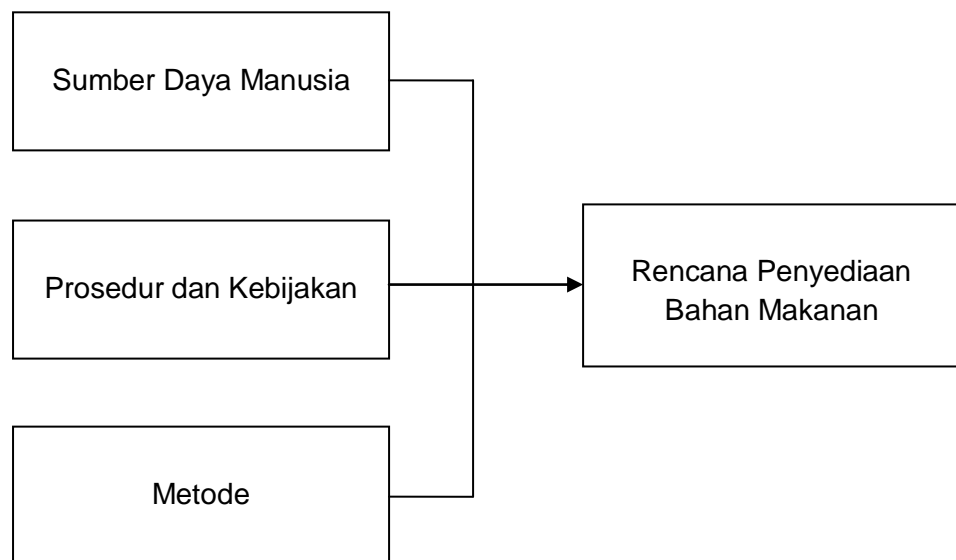 Sumber Daya Manusia
Prosedur dan Kebijakan
Rencana Penyediaan
Bahan Makanan
Metode